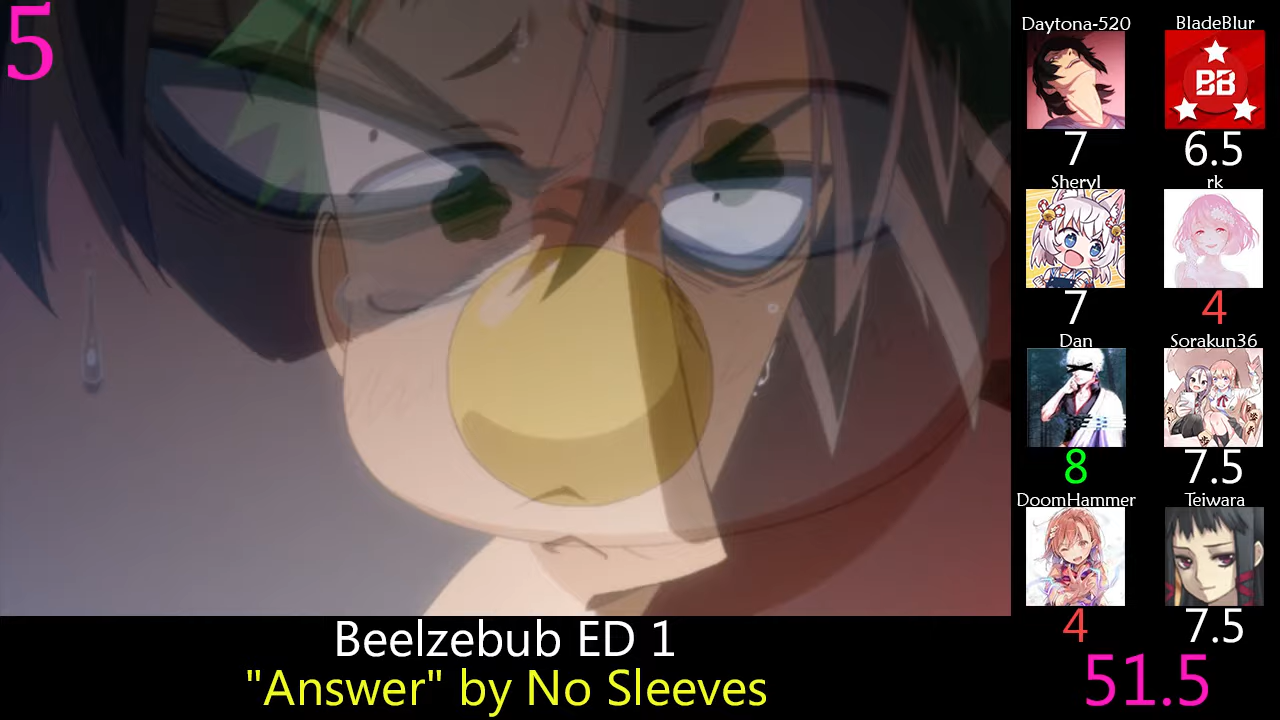 5
Daytona-520 BladeBlur
BB
7 6.5
Sheryl rk
7 4
Dan Sorakun36
8 7.5
DoomHammer Teiwara
4 7.5
Beelzebub ED 1
"Answer" by No Sleeves
51.5